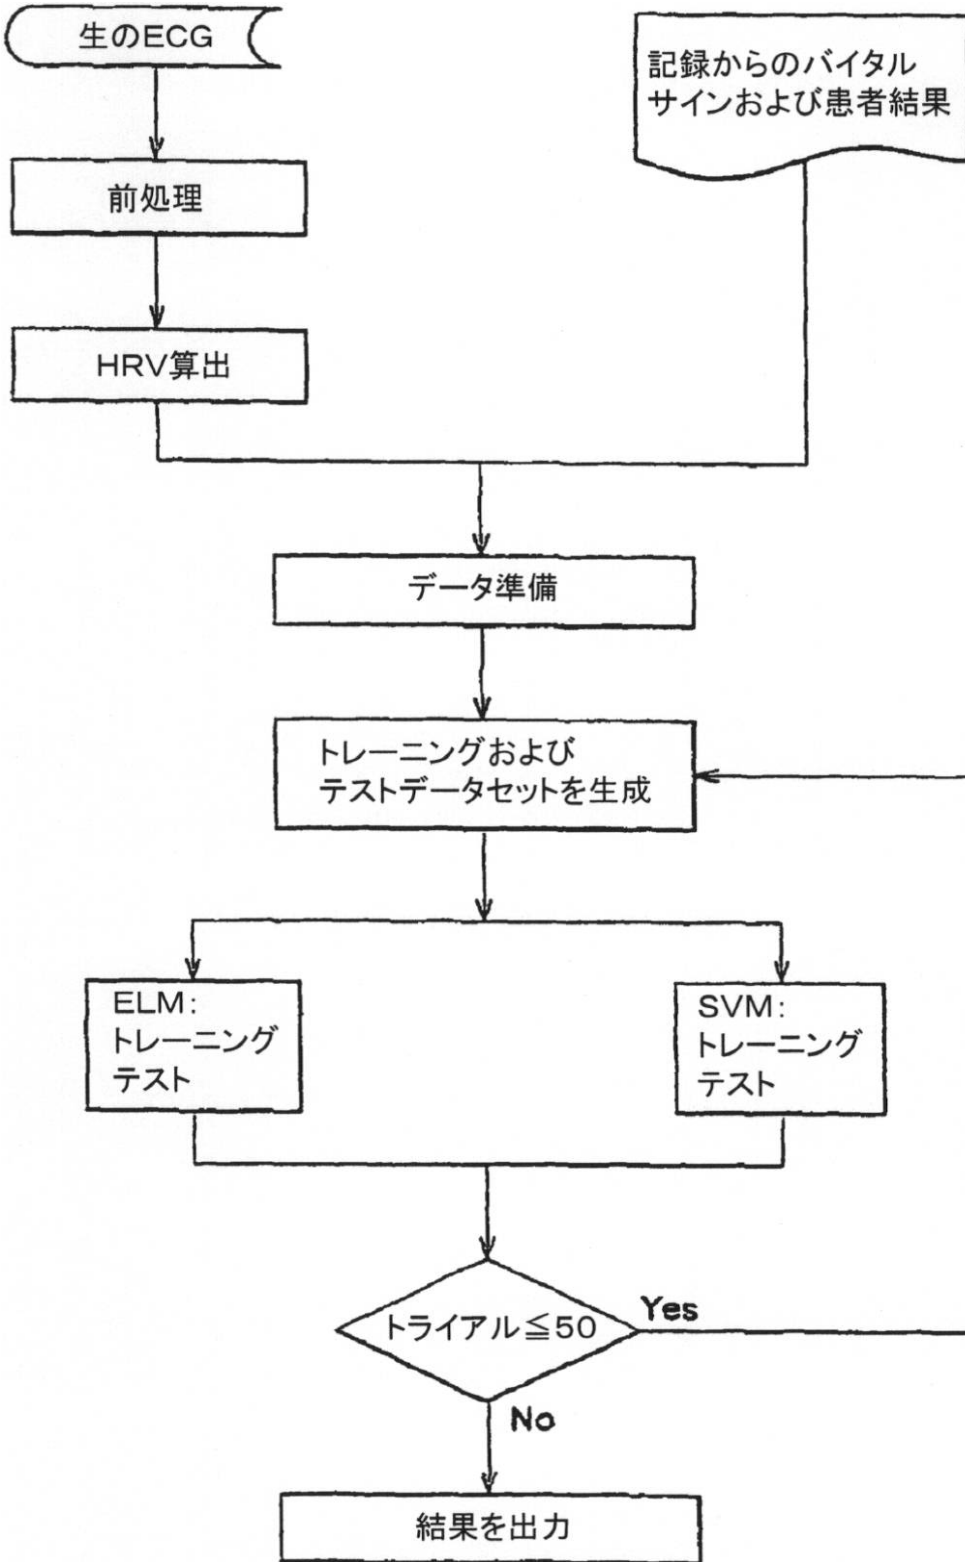 生のECG
記録からのバイタル
サインおよび患者結果
前処理
HRV算出
データ準備
トレーニングおよび
テストデータセットを生成
ELM:
トレーニング
テスト
SVM:
トレーニング
テスト
トライアル≦50
Yes
No
結果を出力